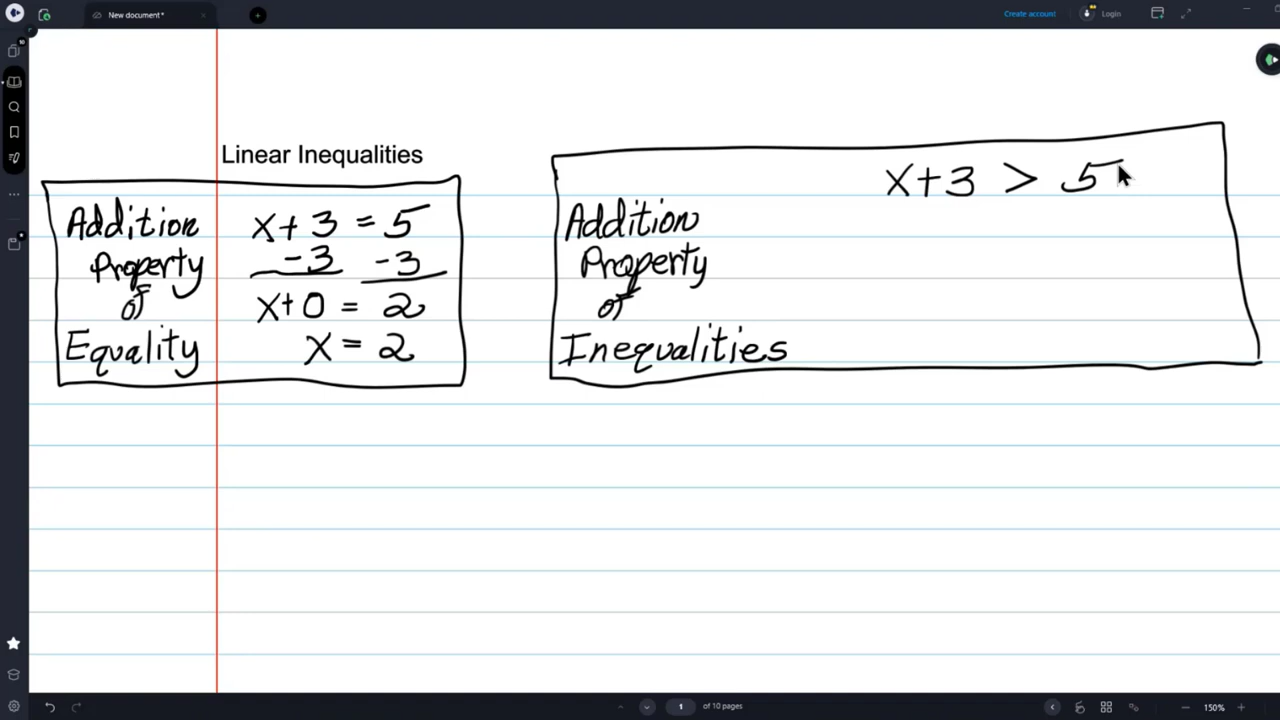 New document*
Create account
Login
Linear Inequalities
Addition
Property
of
Equality
x + 3 = 5
-3 -3
x + 0 = 2
x = 2
x + 3 > 5
Addition
Property
of
Inequalities
1 of 10 pages
150%